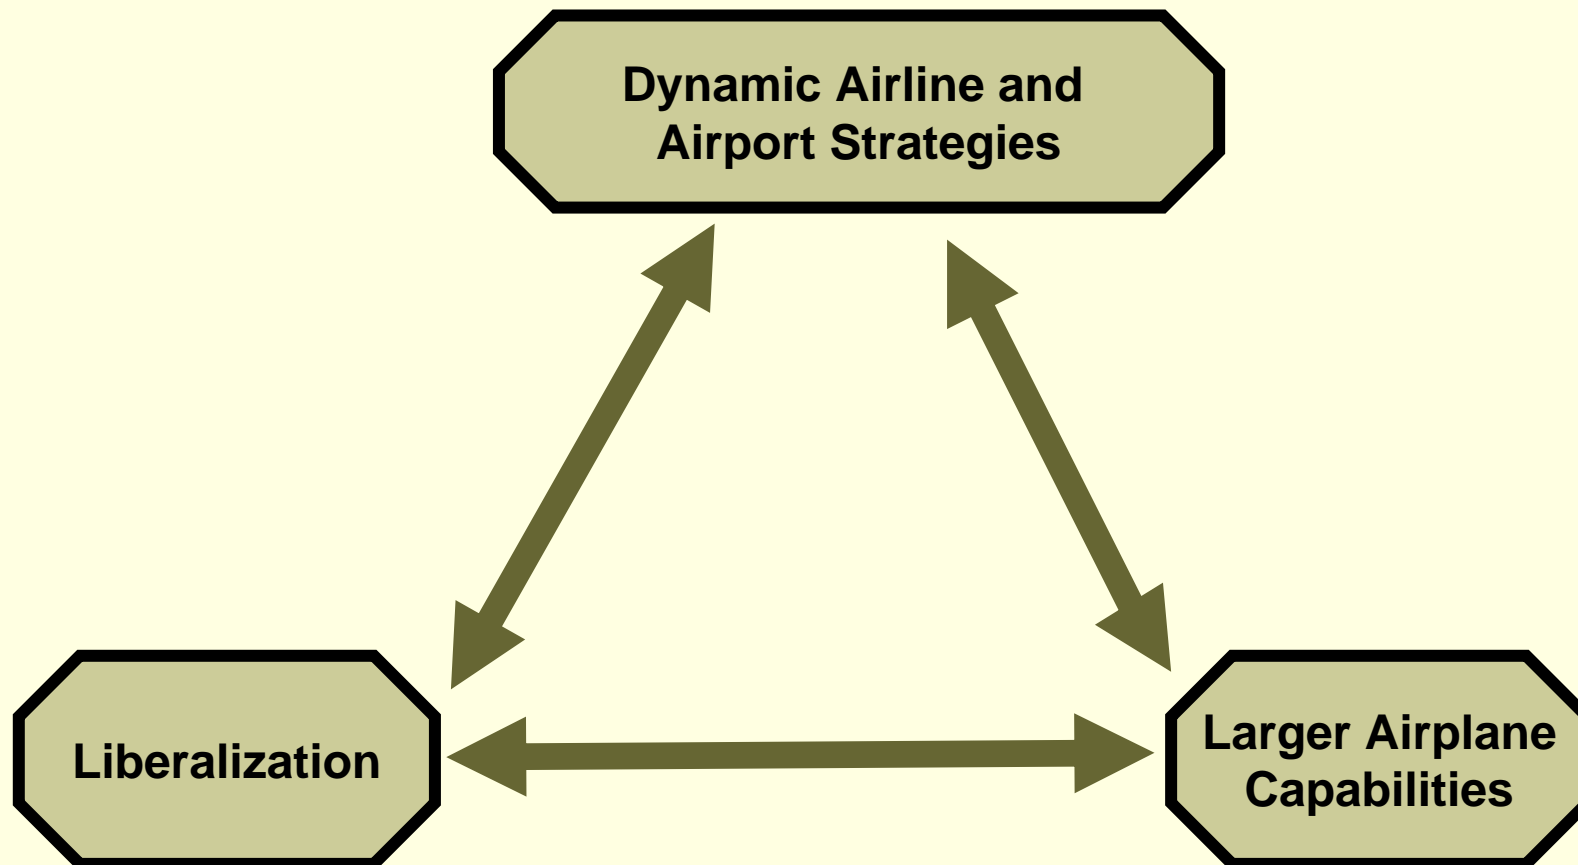 Dynamic Airline and
Airport Strategies
Liberalization
Larger Airplane
Capabilities